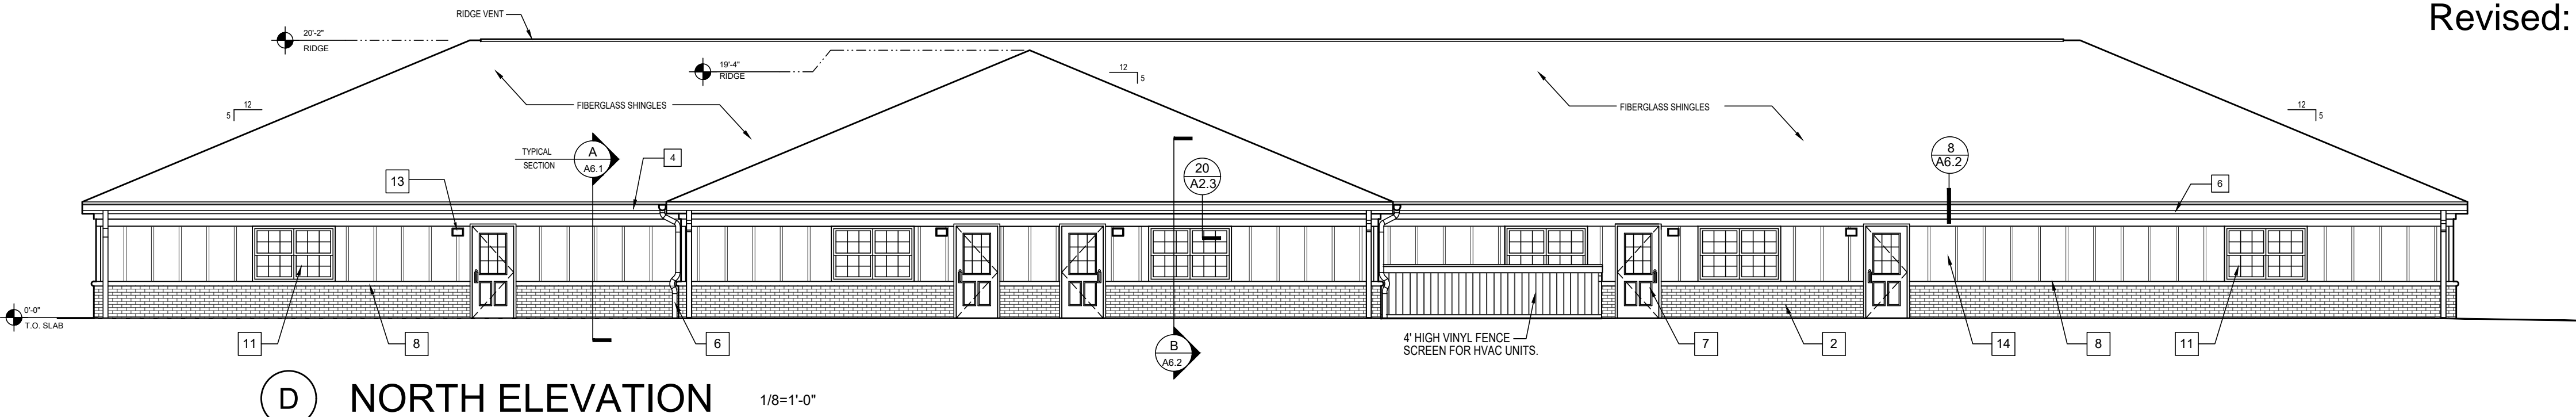 Revised:
RIDGE VENT
20'-2"
RIDGE
19'-4"
RIDGE
12
5
FIBERGLASS SHINGLES
FIBERGLASS SHINGLES
12
5
12
5
TYPICAL
SECTION
A
A6.1
4
13
20
A2.3
8
A6.2
6
0'-0"
T.O. SLAB
11
8
6
B
A6.2
4' HIGH VINYL FENCE
SCREEN FOR HVAC UNITS.
7
2
14
8
11
D
NORTH ELEVATION
1/8=1'-0"